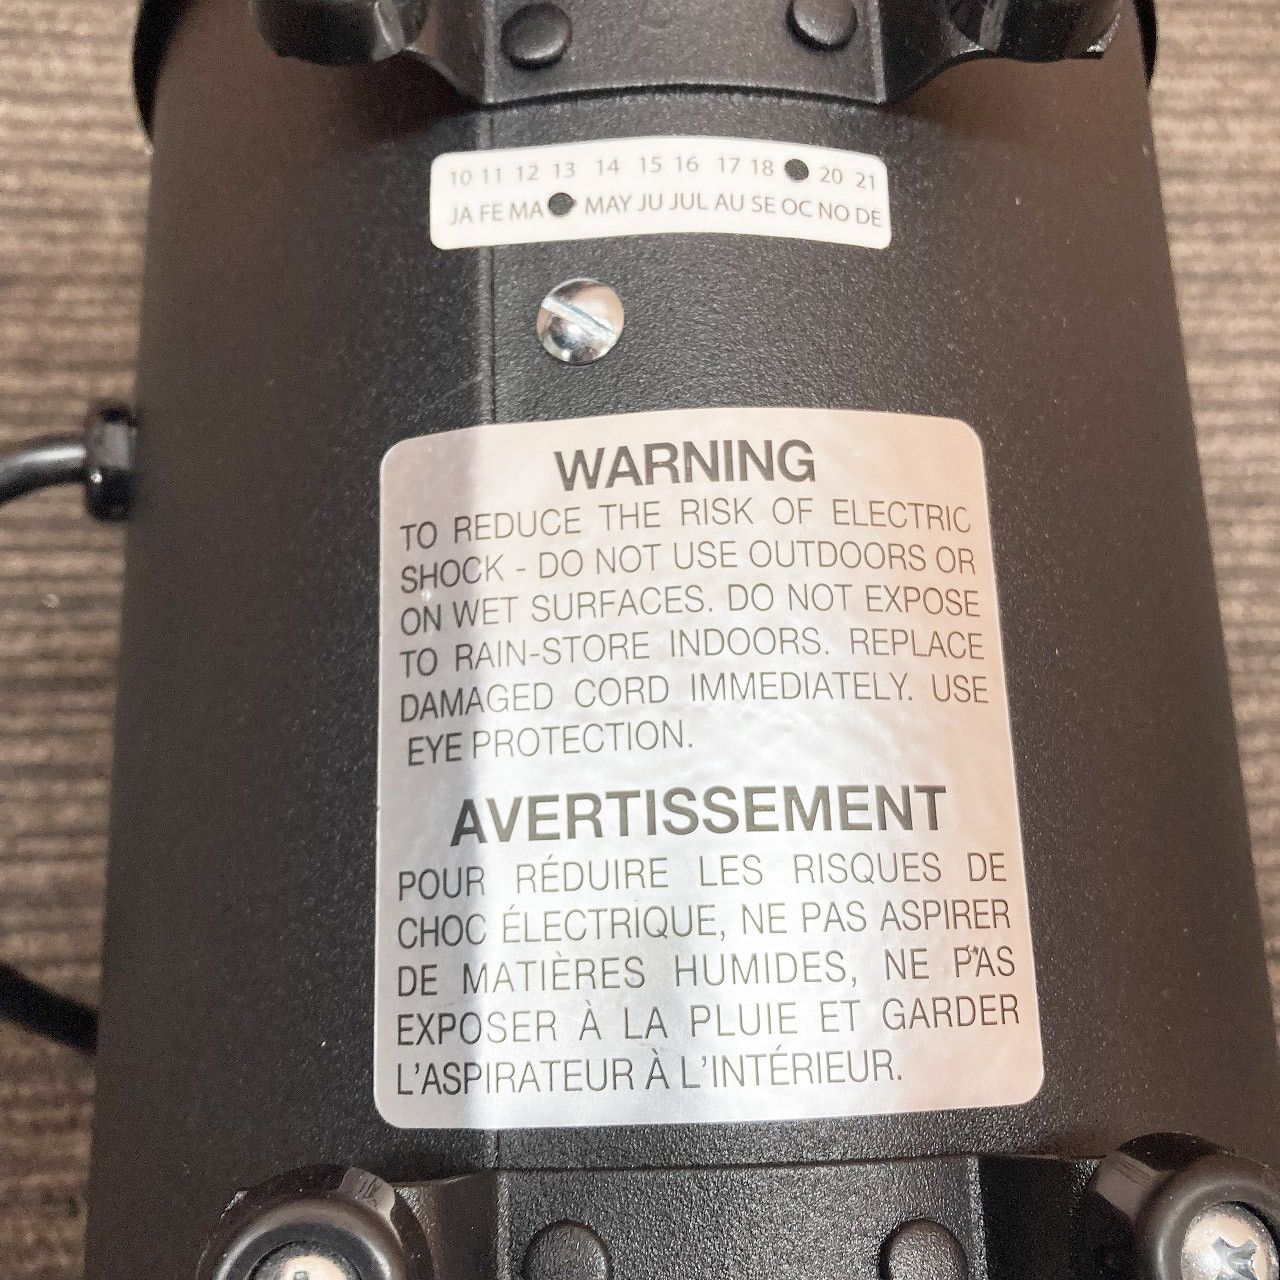 10 11 12 13 14 15 16 17 18 20 21
JA FE MA MAY JU JUL AU SE OC NO DE
WARNING
TO REDUCE THE RISK OF ELECTRIC
SHOCK - DO NOT USE OUTDOORS OR
ON WET SURFACES. DO NOT EXPOSE
TO RAIN-STORE INDOORS. REPLACE
DAMAGED CORD IMMEDIATELY. USE
EYE PROTECTION.
AVERTISSEMENT
POUR RÉDUIRE LES RISQUES DE
CHOC ÉLECTRIQUE, NE PAS ASPIRER
DE MATIÈRES HUMIDES, NE PAS
EXPOSER À LA PLUIE ET GARDER
L'ASPIRATEUR À L'INTÉRIEUR.